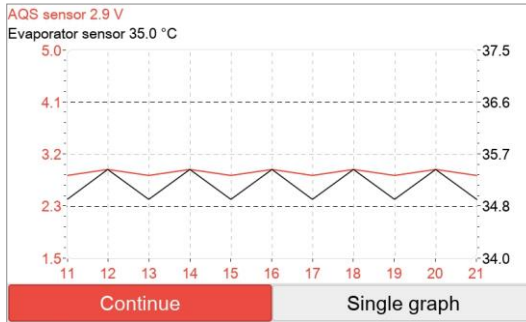 AQS sensor 2.9 V
Evaporator sensor 35.0 °C
5.0 37.5
4.1 36.6
3.2 35.7
2.3 34.8
1.5 34.0
11 12 13 14 15 16 17 18 19 20 21
Continue Single graph